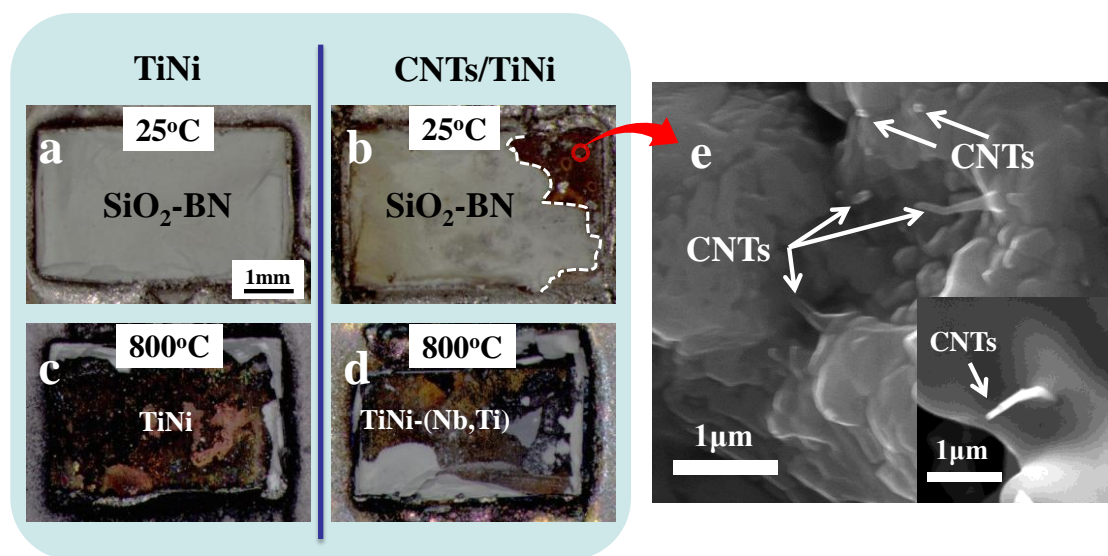 TiNi
CNTs/TiNi
25°C
a
SiO₂-BN
1mm
25°C
b
SiO₂-BN
800°C
c
TiNi
800°C
d
TiNi-(Nb,Ti)
e
CNTs
CNTs
1μm
CNTs
1μm